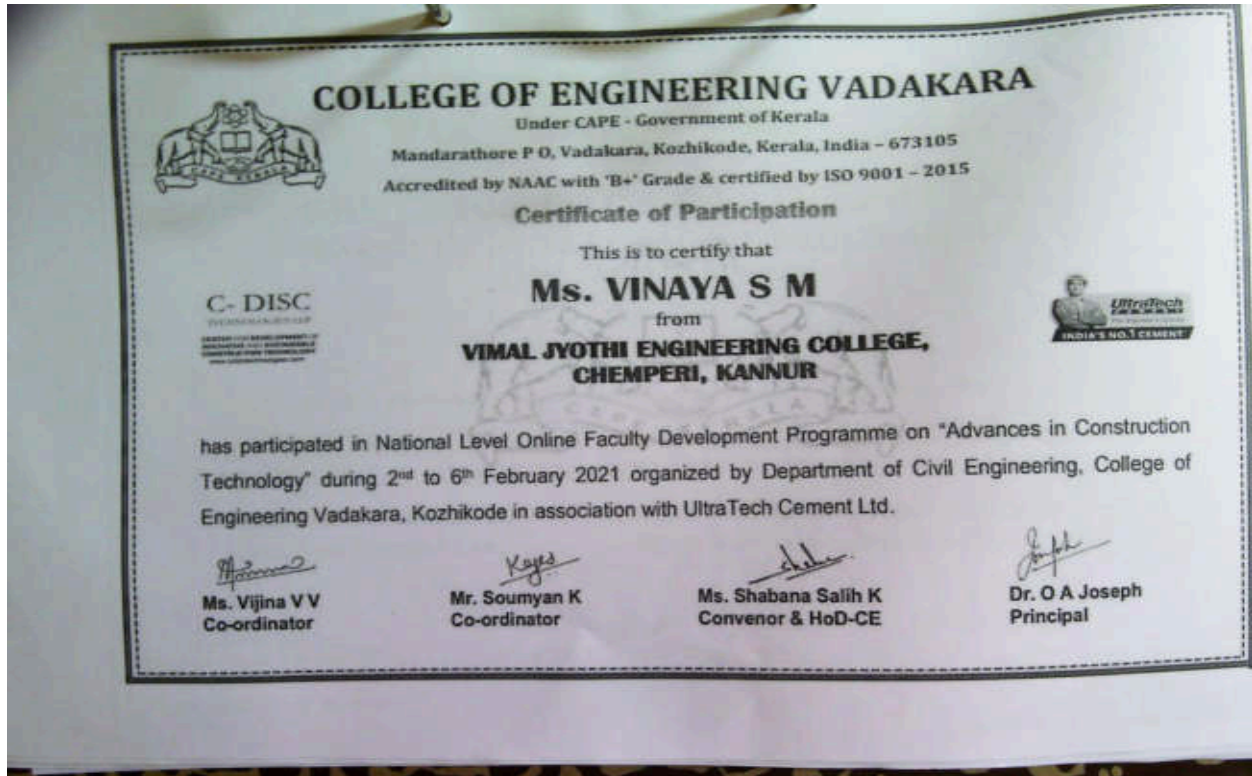 COLLEGE OF ENGINEERING VADAKARA
Under CAPE - Government of Kerala
Mandarathore P O, Vadakara, Kozhikode, Kerala, India – 673105
Accredited by NAAC with 'B+' Grade & certified by ISO 9001 – 2015
CAPE KERALA
Certificate of Participation
This is to certify that
Ms. VINAYA S M
C- DISC
UltraTech
CEMENT
INDIA'S NO.1 CEMENT
from
VIMAL JYOTHI ENGINEERING COLLEGE,
CHEMPERI, KANNUR
CAPE KERALA
has participated in National Level Online Faculty Development Programme on “Advances in Construction
Technology” during 2nd to 6th February 2021 organized by Department of Civil Engineering, College of
Engineering Vadakara, Kozhikode in association with UltraTech Cement Ltd.
Ms. Vijina V V
Co-ordinator
Mr. Soumyan K
Co-ordinator
Ms. Shabana Salih K
Convenor & HoD-CE
Dr. O A Joseph
Principal